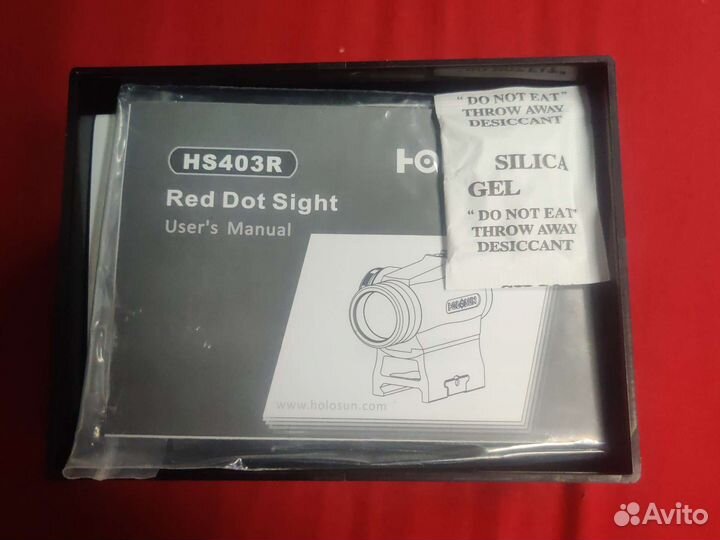 HS403R
Red Dot Sight
User's Manual
HOLOSUN
www.holosun.com
" DO NOT EAT"
THROW AWAY
DESICCANT
SILICA
GEL
" DO NOT EAT"
THROW AWAY
DESICCANT
Avito